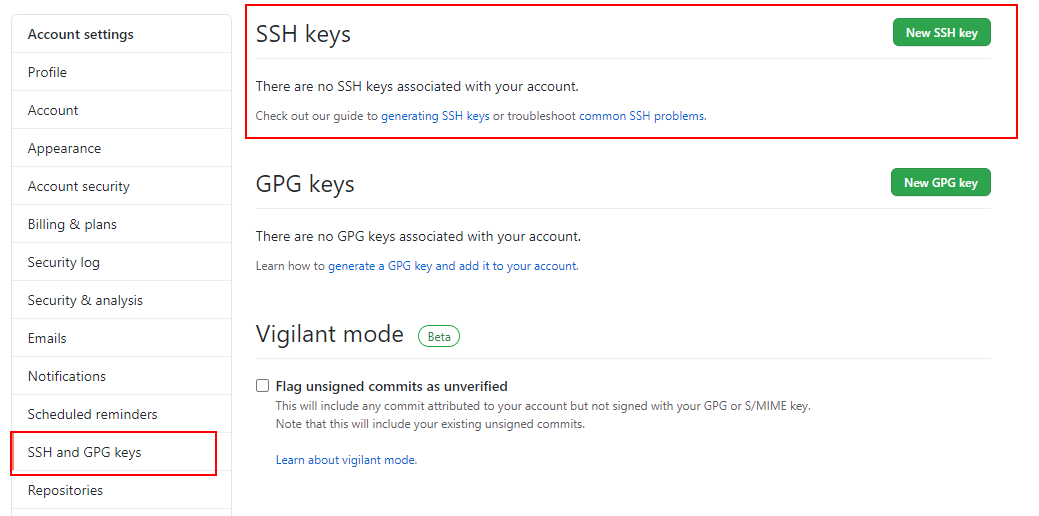 Account settings
Profile
Account
Appearance
Account security
Billing & plans
Security log
Security & analysis
Emails
Notifications
Scheduled reminders
SSH and GPG keys
Repositories
SSH keys
New SSH key
There are no SSH keys associated with your account.
Check out our guide to generating SSH keys or troubleshoot common SSH problems.
GPG keys
New GPG key
There are no GPG keys associated with your account.
Learn how to generate a GPG key and add it to your account.
Vigilant mode
Beta
Flag unsigned commits as unverified
This will include any commit attributed to your account but not signed with your GPG or S/MIME key.
Note that this will include your existing unsigned commits.
Learn about vigilant mode.